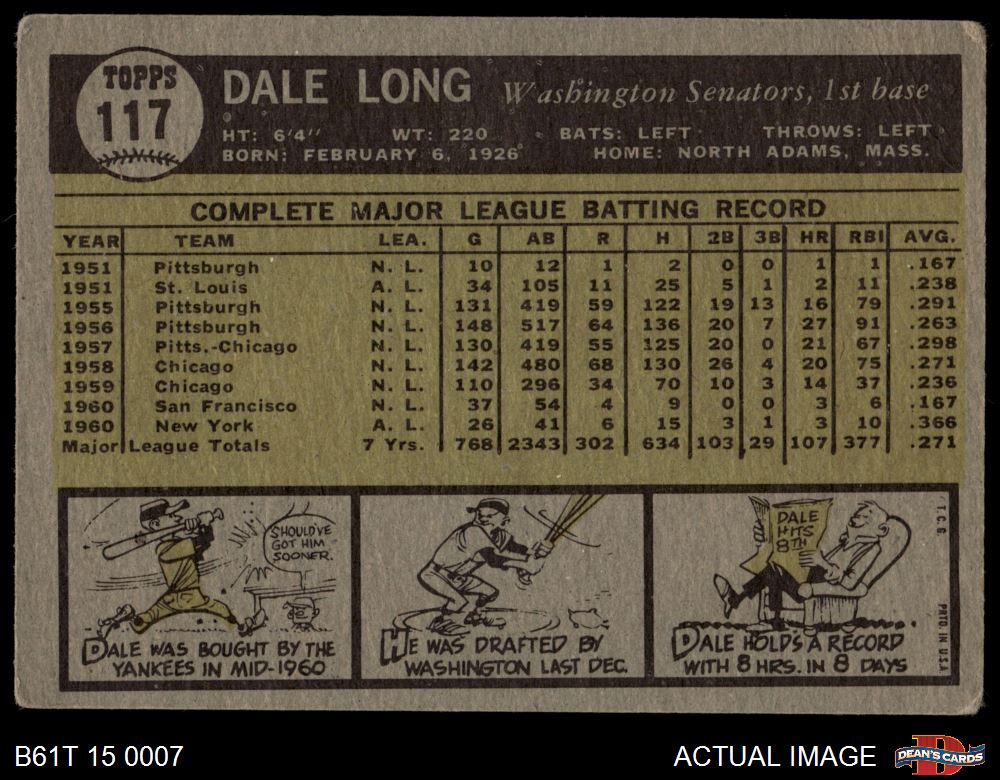 TOPPS
117
DALE LONG Washington Senators, 1st base
HT: 6'4" WT: 220 BATS: LEFT THROWS: LEFT
BORN: FEBRUARY 6, 1926 HOME: NORTH ADAMS, MASS.
COMPLETE MAJOR LEAGUE BATTING RECORD
YEAR TEAM LEA. G AB R H 2B 3B HR RBI AVG.
1951 Pittsburgh N. L. 10 12 1 2 0 0 1 1 .167
1951 St. Louis A. L. 34 105 11 25 5 1 2 11 .238
1955 Pittsburgh N. L. 131 419 59 122 19 13 16 79 .291
1956 Pittsburgh N. L. 148 517 64 136 20 7 27 91 .263
1957 Pitts.-Chicago N. L. 130 419 55 125 20 0 21 67 .298
1958 Chicago N. L. 142 480 68 130 26 4 20 75 .271
1959 Chicago N. L. 110 296 34 70 10 3 14 37 .236
1960 San Francisco N. L. 37 54 4 9 0 0 3 6 .167
1960 New York A. L. 26 41 6 15 3 1 3 10 .366
Major League Totals 7 Yrs. 768 2343 302 634 103 29 107 377 .271
SHOULD'VE
GOT HIM
SOONER.
DALE WAS BOUGHT BY THE
YANKEES IN MID-1960
HE WAS DRAFTED BY
WASHINGTON LAST DEC.
DALE
HITS
8TH
DALE HOLDS A RECORD
WITH 8 HRS. IN 8 DAYS
T.C.G.
PRTD. IN U.S.A.
B61T 15 0007
ACTUAL IMAGE
D
DEAN'S CARDS